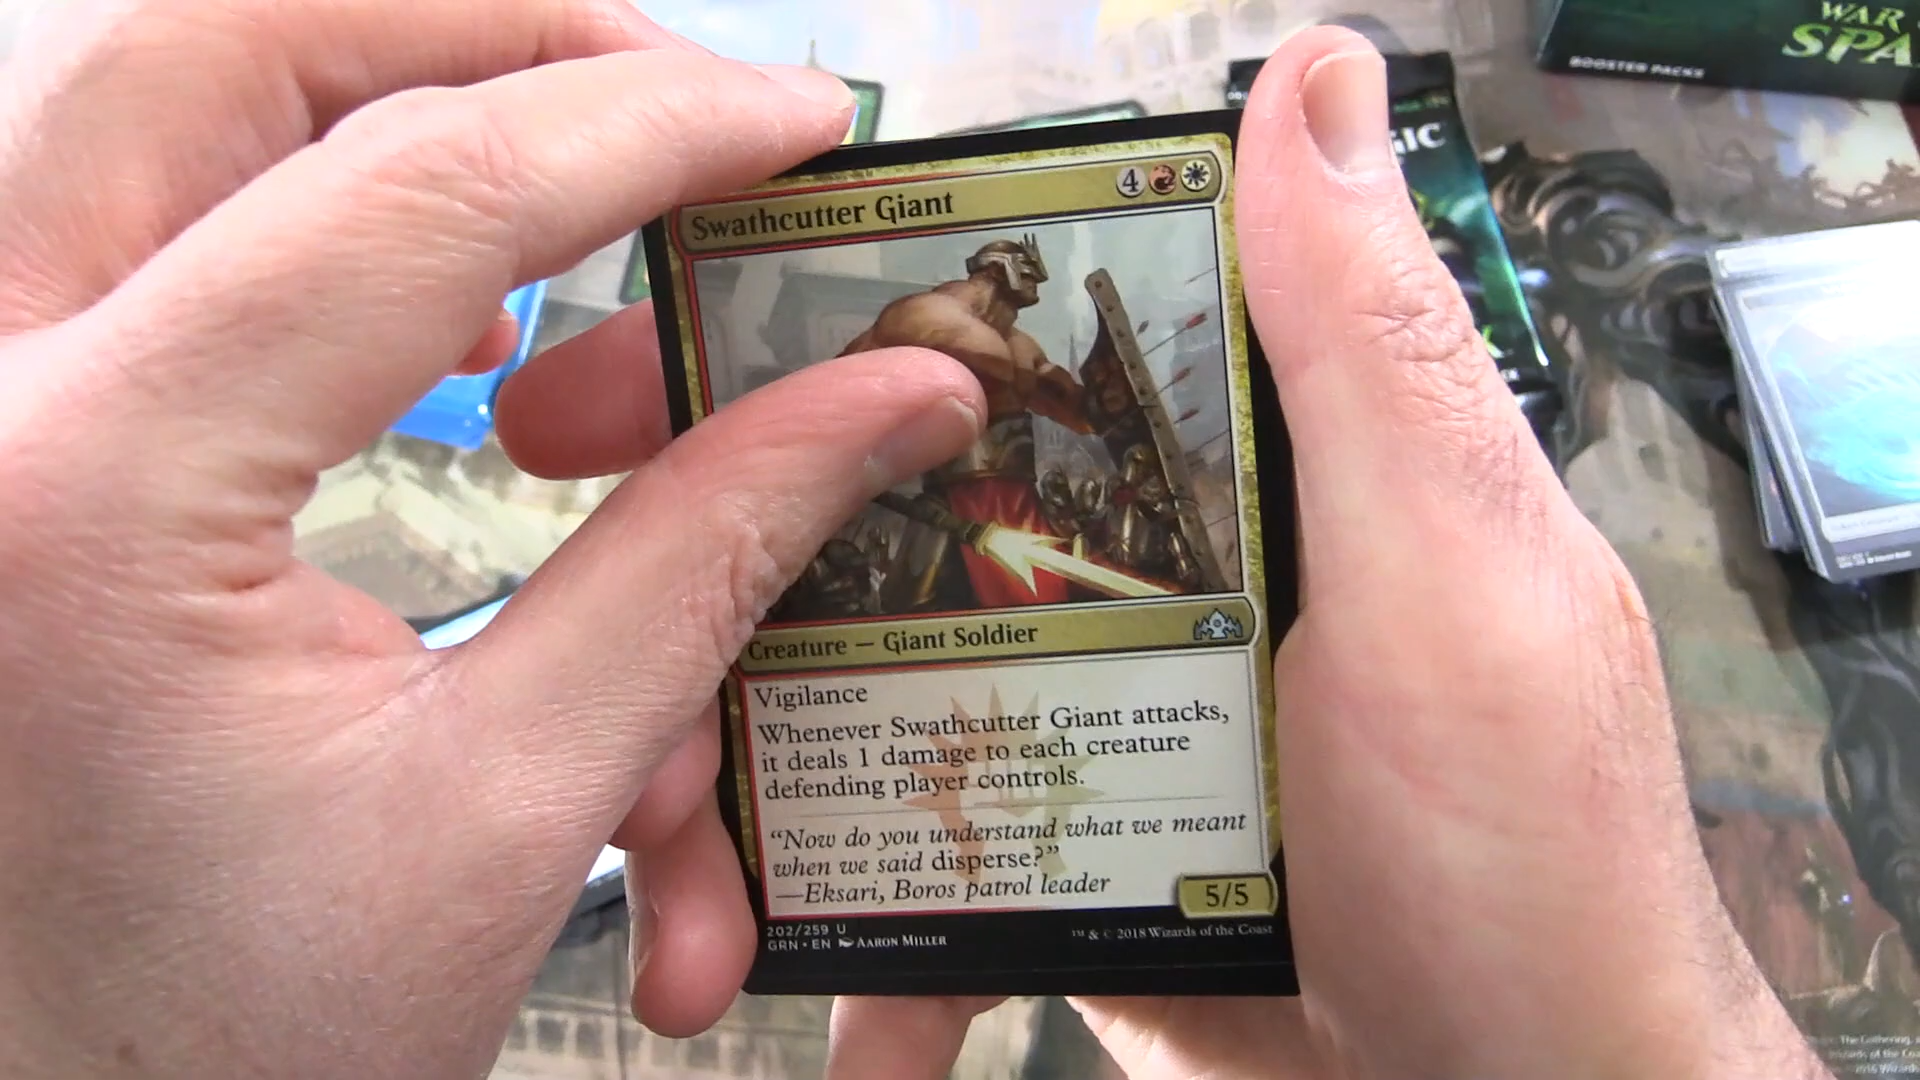 WAR
SPA
BOOSTER PACKS
GIC
Swathcutter Giant
4
Creature — Giant Soldier
Vigilance
Whenever Swathcutter Giant attacks,
it deals 1 damage to each creature
defending player controls.
“Now do you understand what we meant
when we said disperse?”
—Eksari, Boros patrol leader
5/5
202/259 U
GRN • EN AARON MILLER
™ & © 2018 Wizards of the Coast
The Gathering,